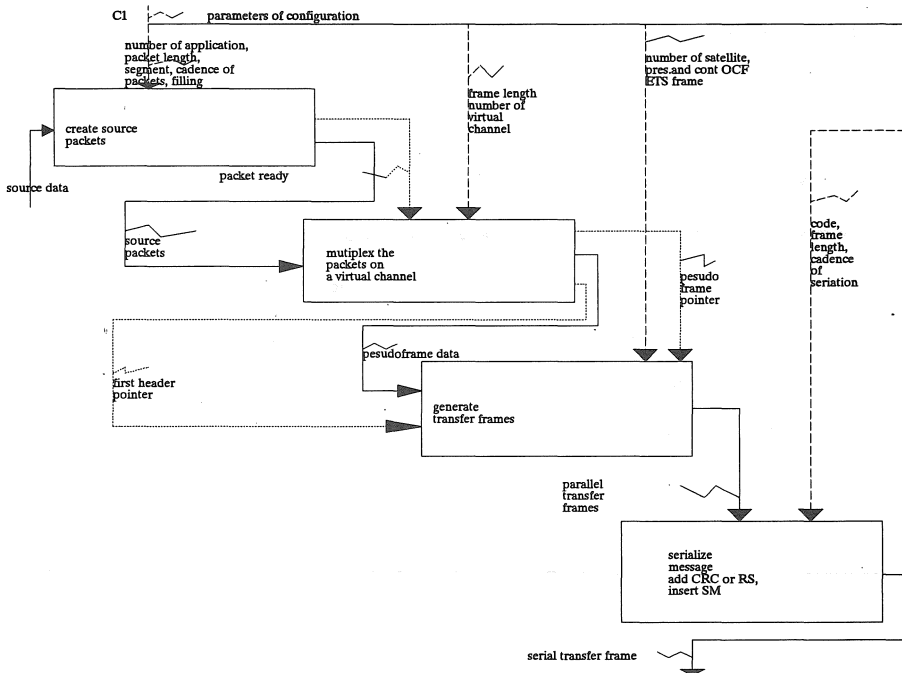 C1
parameters of configuration
number of application,
packet length,
segment, cadence of
packets, filling
number of satellite,
pres.and cont OCF
ETS frame
frame length
number of
virtual
channel
create source
packets
packet ready
source data
source
packets
mutiplex the
packets on
a virtual channel
code,
frame
length,
cadence
of
seriation
pesudo
frame
pointer
pesudoframe data
first header
pointer
generate
transfer frames
parallel
transfer
frames
serialize
message
add CRC or RS,
insert SM
serial transfer frame